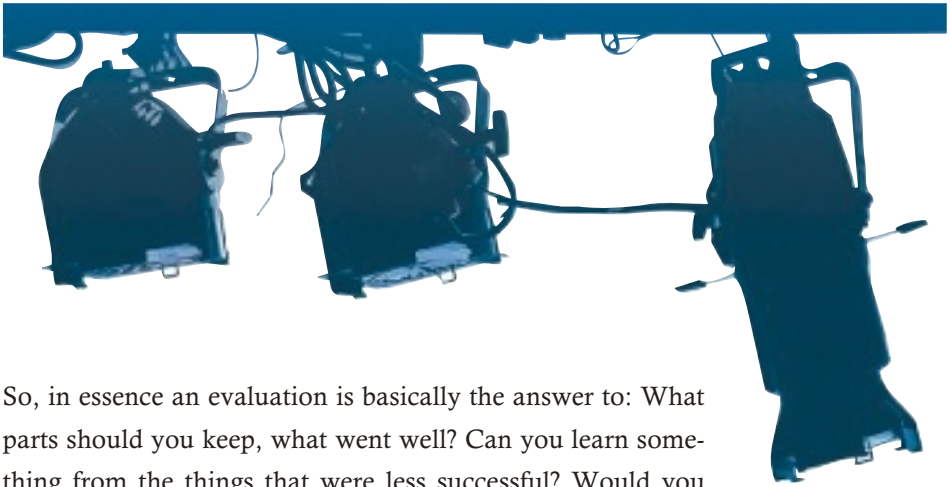 So, in essence an evaluation is basically the answer to: What
parts should you keep, what went well? Can you learn some-
thing from the things that were less successful? Would you